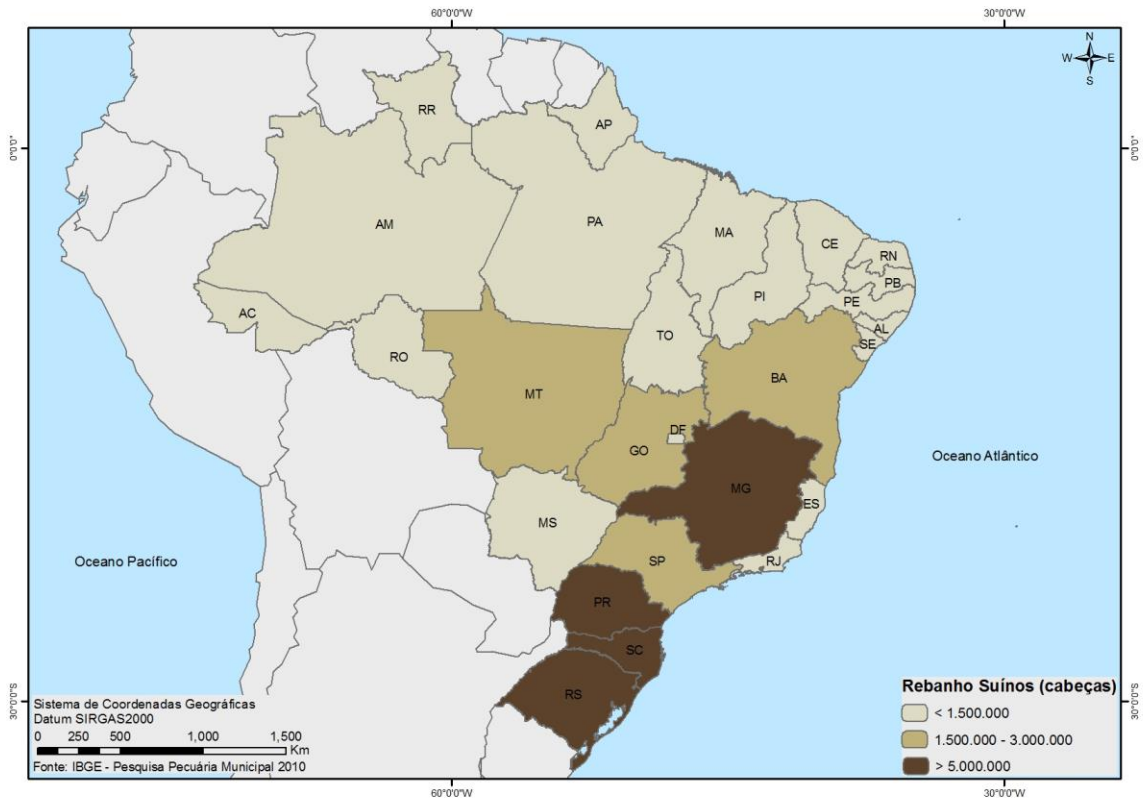 60°0'0"W
30°0'0"W
N
W E
S
RR
AP
0°0'0"
0°0'0"
AM
PA
MA
CE
RN
PB
PI
PE
AC
AL
TO
SE
RO
BA
MT
DF
GO
Oceano Atlântico
MG
ES
MS
Oceano Pacífico
SP
RJ
PR
SC
RS
30°0'0"S
30°0'0"S
Sistema de Coordenadas Geográficas
Datum SIRGAS2000
0 250 500 1,000 1,500
Km
Fonte: IBGE - Pesquisa Pecuária Municipal 2010
Rebanho Suínos (cabeças)
< 1.500.000
1.500.000 - 3.000.000
> 5.000.000
60°0'0"W
30°0'0"W